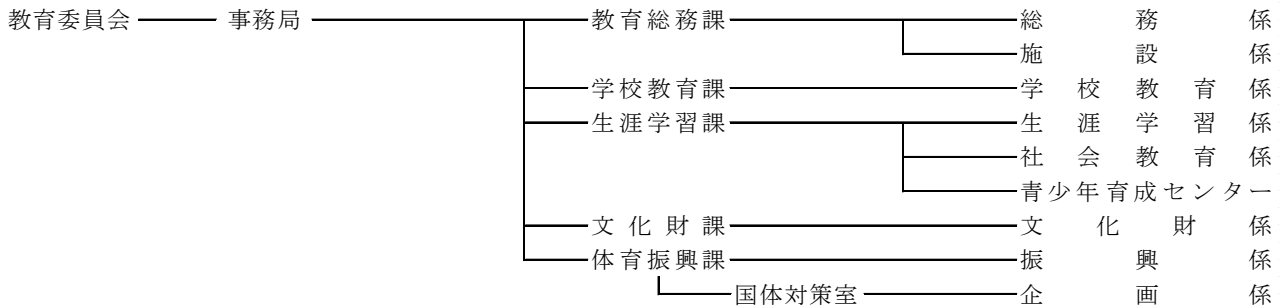 教育委員会 事務局 教育総務課 総務係
施設係
学校教育課 学校教育係
生涯学習課 生涯学習係
社会教育係
青少年育成センター
文化財課 文化財係
体育振興課 振興係
国体対策室 企画係